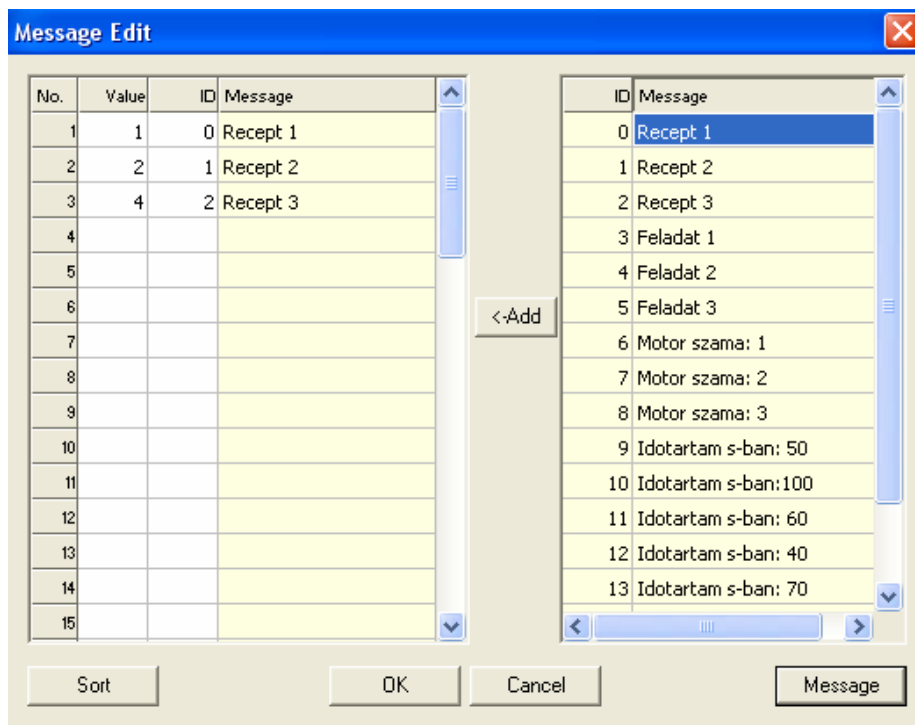 Message Edit
No. Value ID Message
1 1 0 Recept 1
2 2 1 Recept 2
3 4 2 Recept 3
4
5
6
7
8
9
10
11
12
13
14
15
<-Add
ID Message
0 Recept 1
1 Recept 2
2 Recept 3
3 Feladat 1
4 Feladat 2
5 Feladat 3
6 Motor szama: 1
7 Motor szama: 2
8 Motor szama: 3
9 Idotartam s-ban: 50
10 Idotartam s-ban:100
11 Idotartam s-ban: 60
12 Idotartam s-ban: 40
13 Idotartam s-ban: 70
Sort OK Cancel Message